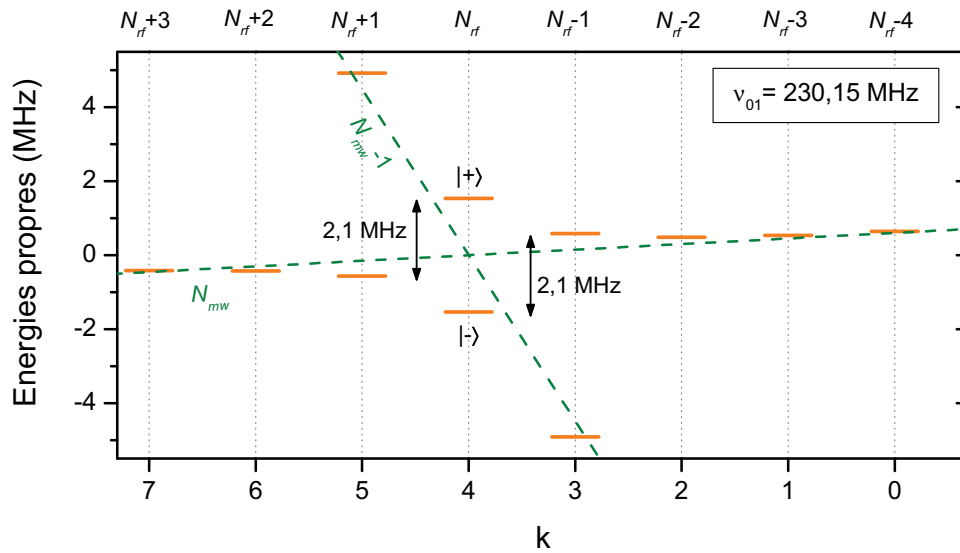 N_rf+3 N_rf+2 N_rf+1 N_rf N_rf-1 N_rf-2 N_rf-3 N_rf-4
ν01= 230,15 MHz
Energies propres (MHz)
4
2
0
-2
-4
N_mw-1
|+⟩
2,1 MHz
2,1 MHz
N_mw
|-⟩
7 6 5 4 3 2 1 0
k